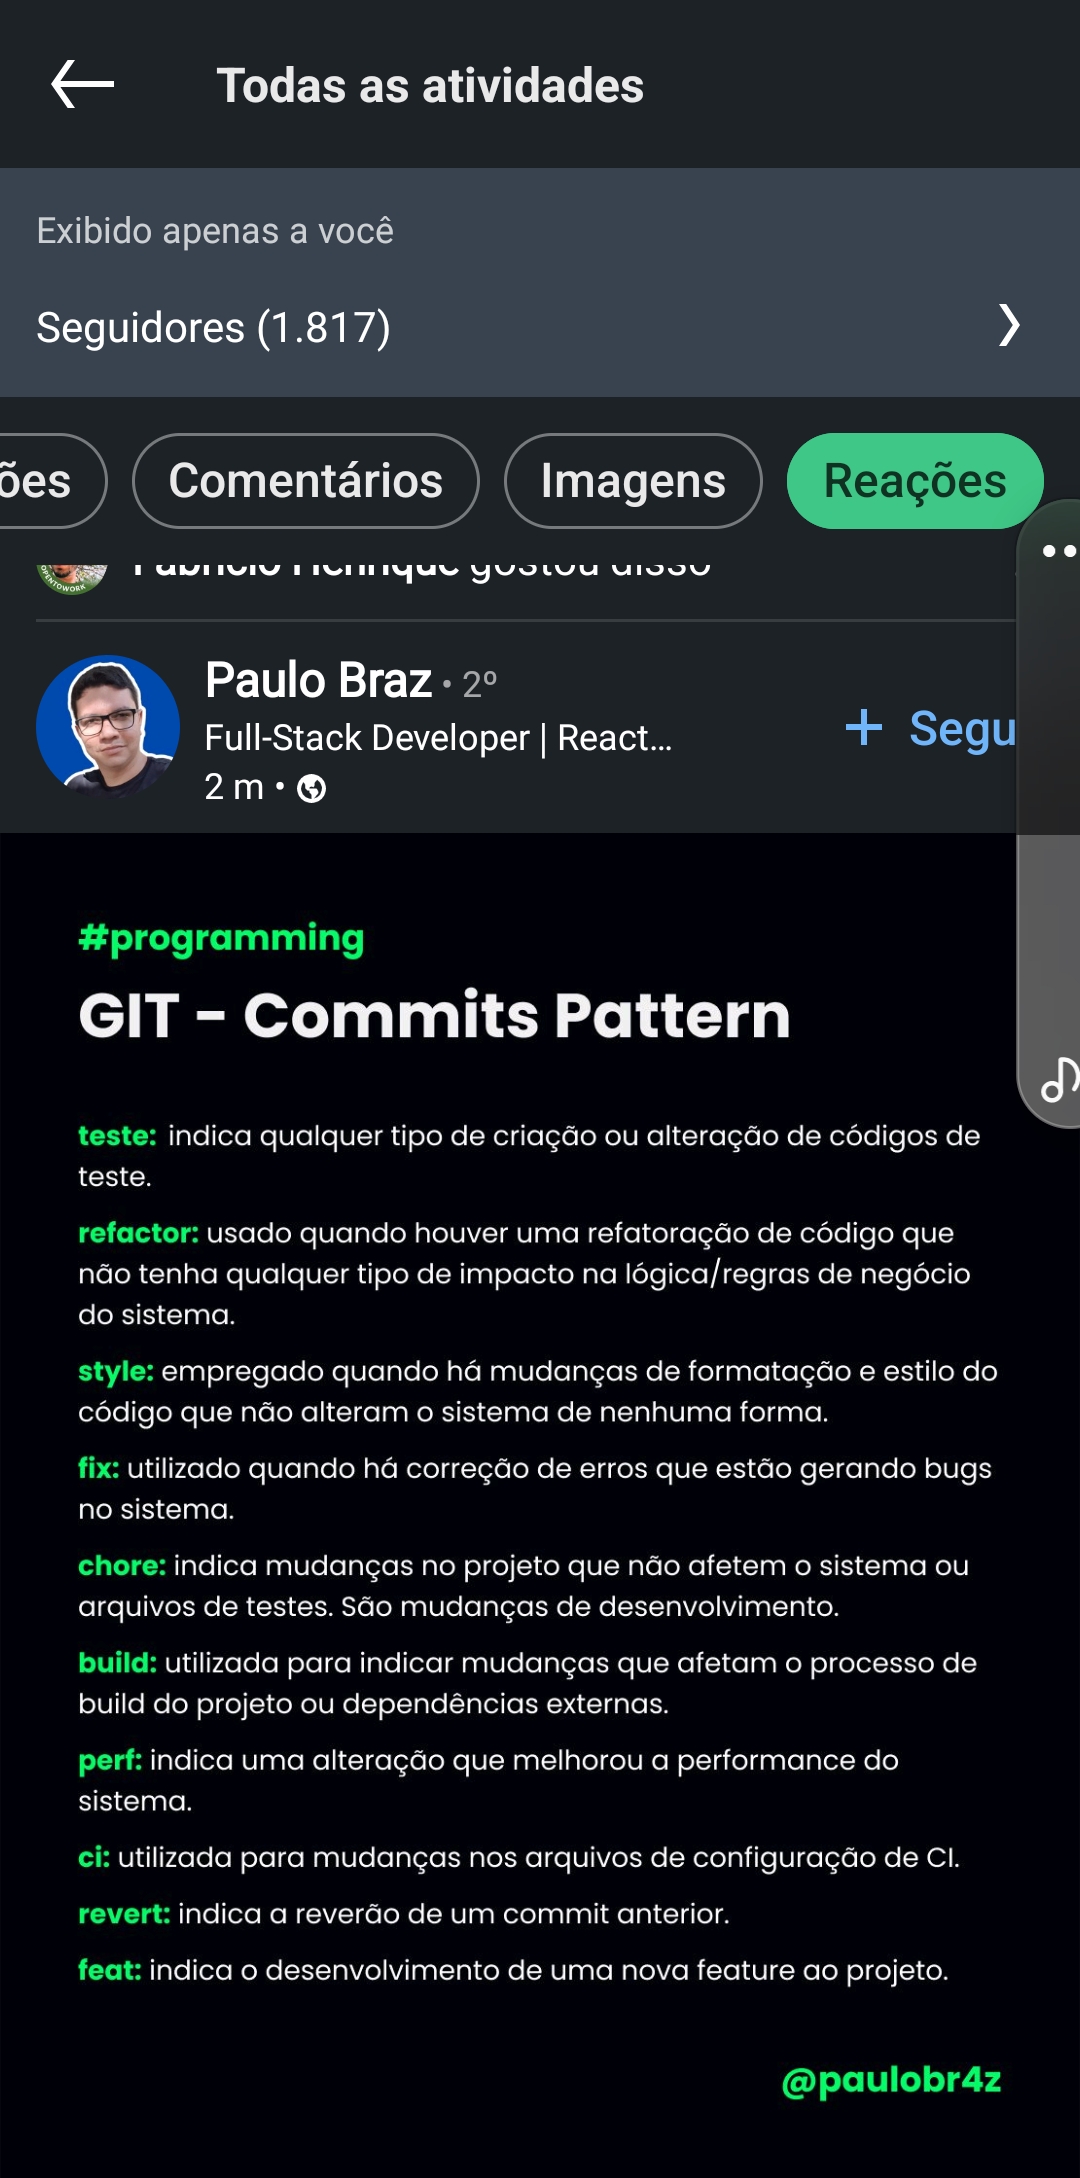 Todas as atividades
Exibido apenas a você
Seguidores (1.817)
ões
Comentários
Imagens
Reações
OPENTOWORK
Fabrício Henrique gostou disso
Paulo Braz • 2º
Full-Stack Developer | React...
+ Segu
2 m •
#programming
GIT - Commits Pattern
teste: indica qualquer tipo de criação ou alteração de códigos de
teste.
refactor: usado quando houver uma refatoração de código que
não tenha qualquer tipo de impacto na lógica/regras de negócio
do sistema.
style: empregado quando há mudanças de formatação e estilo do
código que não alteram o sistema de nenhuma forma.
fix: utilizado quando há correção de erros que estão gerando bugs
no sistema.
chore: indica mudanças no projeto que não afetem o sistema ou
arquivos de testes. São mudanças de desenvolvimento.
build: utilizada para indicar mudanças que afetam o processo de
build do projeto ou dependências externas.
perf: indica uma alteração que melhorou a performance do
sistema.
ci: utilizada para mudanças nos arquivos de configuração de CI.
revert: indica a reverão de um commit anterior.
feat: indica o desenvolvimento de uma nova feature ao projeto.
@paulobr4z